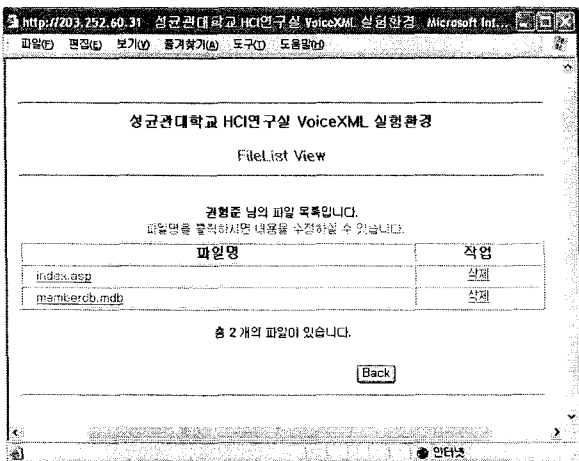 http://203.252.60.31 성균관대학교 HCI연구실 VoiceXML 실험환경 Microsoft Int...
파일(F) 편집(E) 보기(V) 즐겨찾기(A) 도구(T) 도움말(H)
성균관대학교 HCI연구실 VoiceXML 실험환경
FileList View
권형준 님의 파일 목록입니다.
파일명을 클릭하시면 내용을 수정하실 수 있습니다.
파일명 작업
index.asp 삭제
memberdb.mdb 삭제
총 2 개의 파일이 있습니다.
Back
인터넷